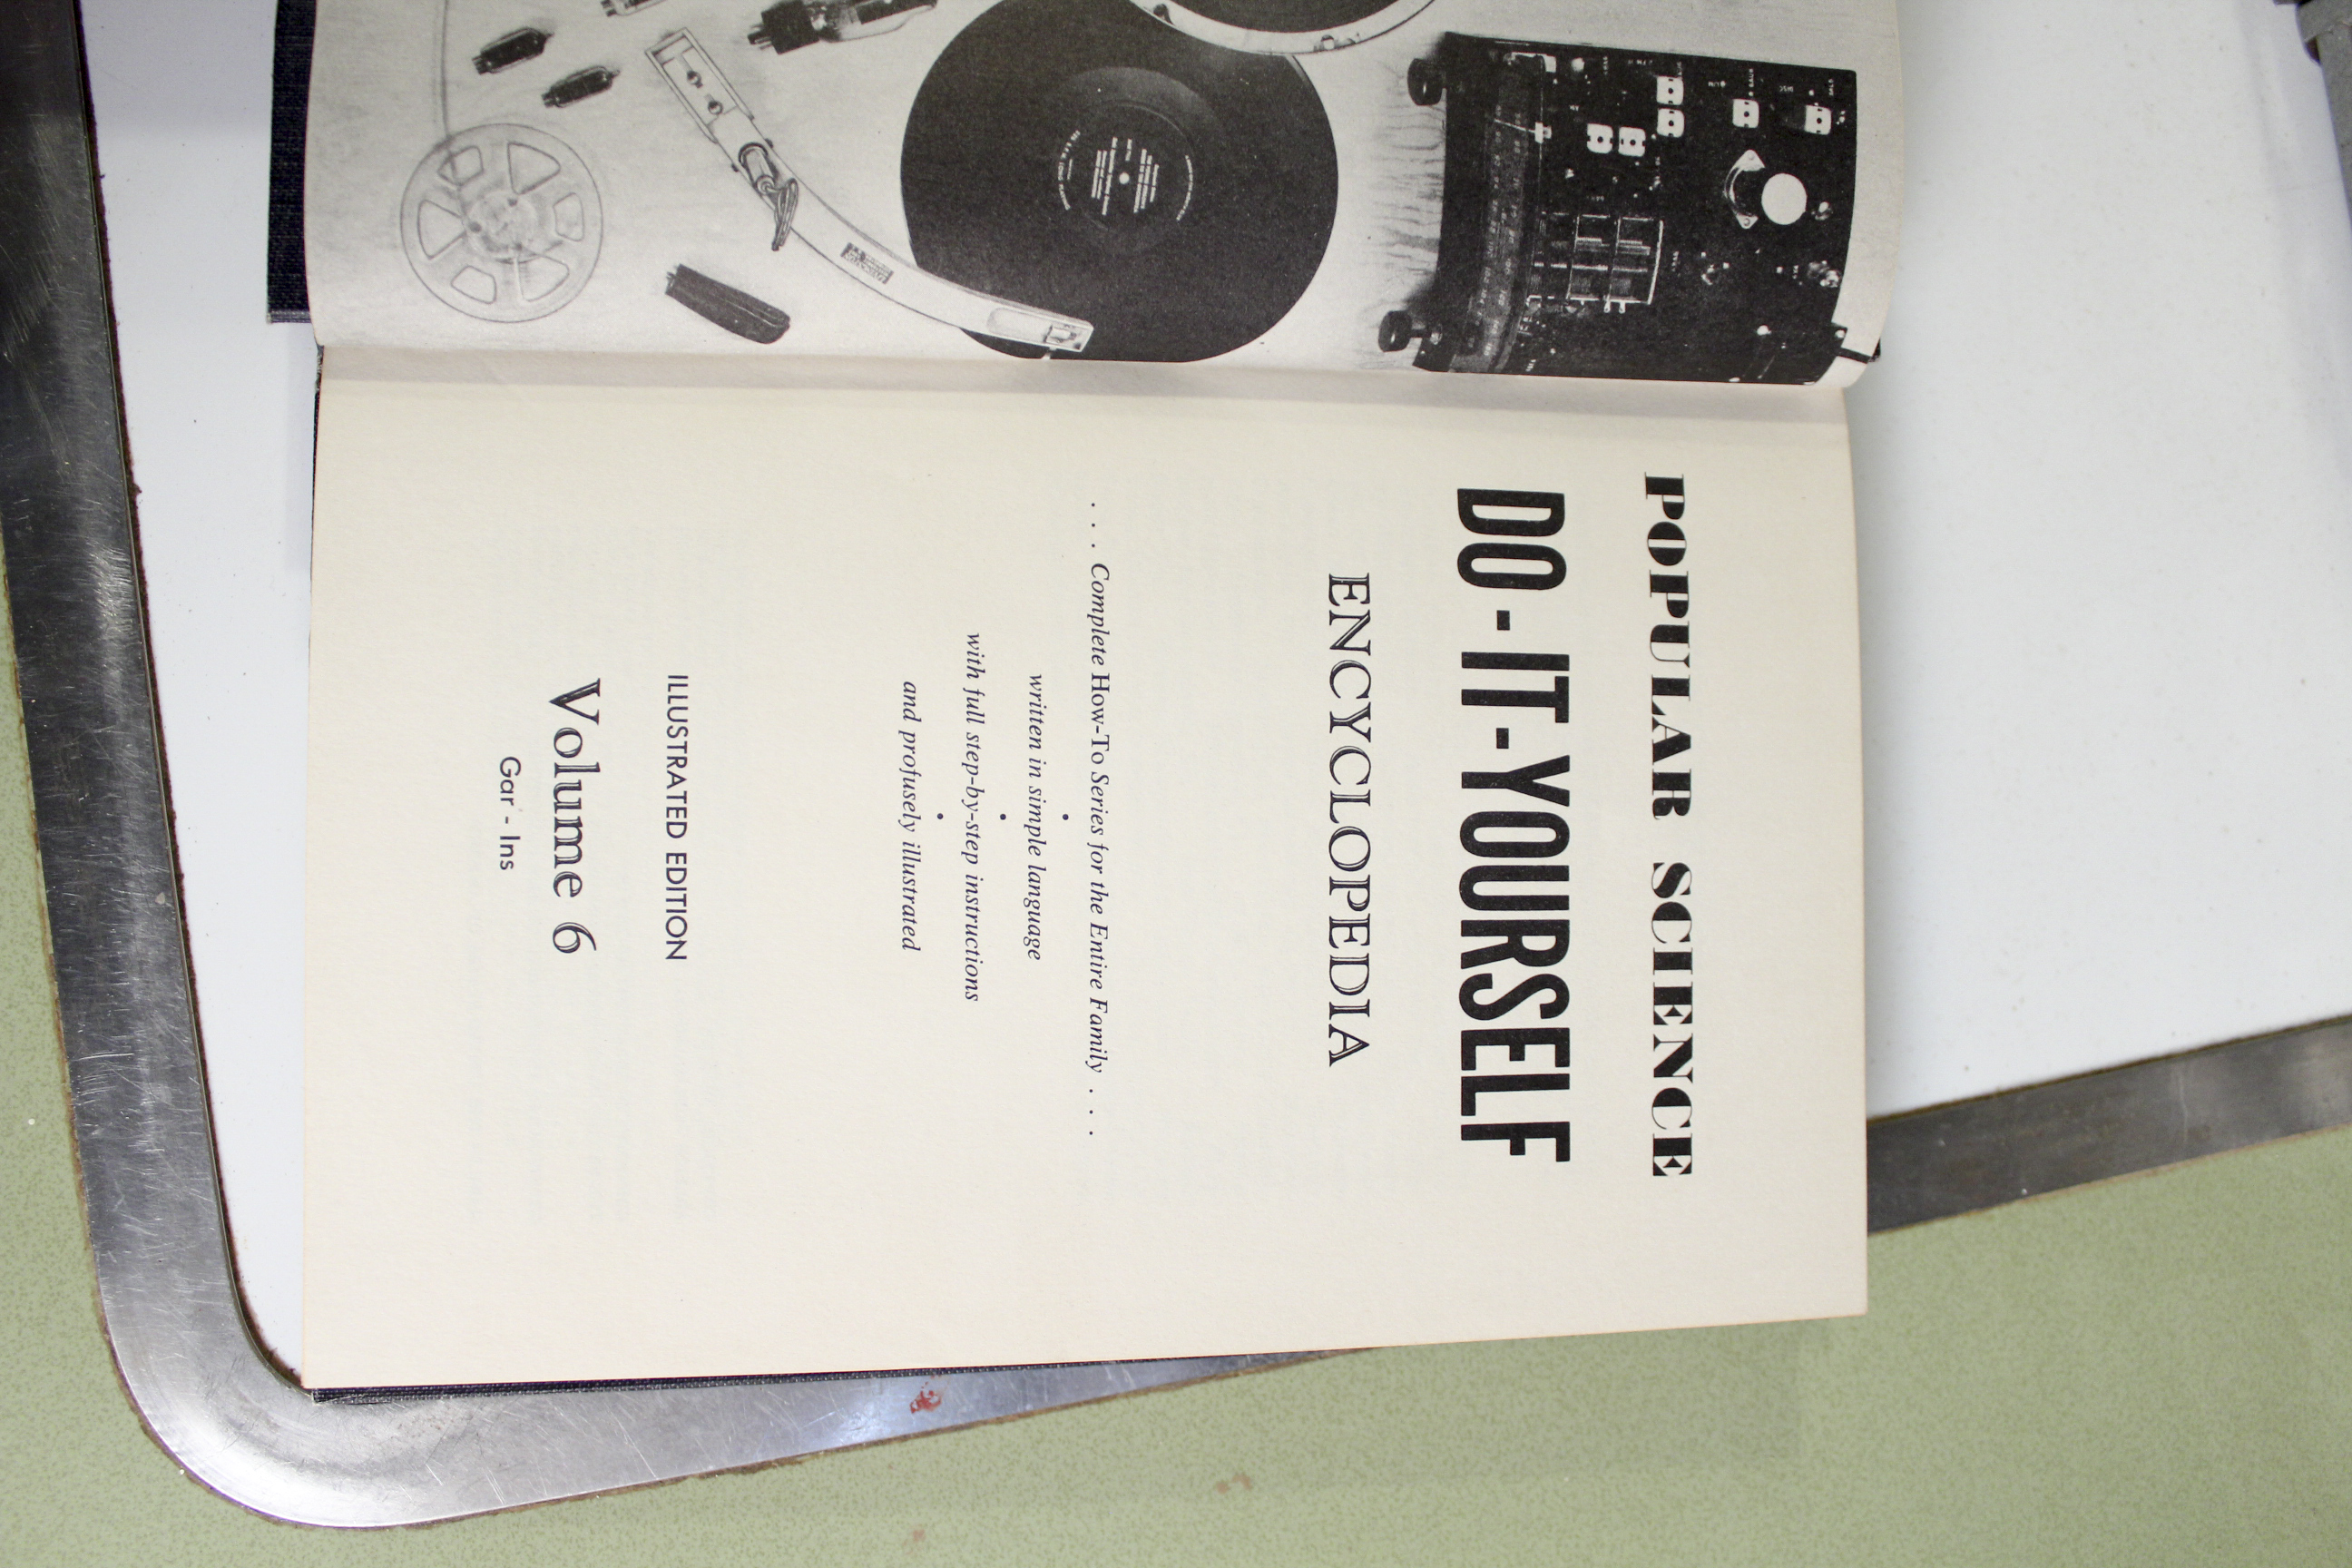 POPULAR SCIENCE
DO - IT - YOURSELF
ENCYCLOPEDIA
. . . Complete How-To Series for the Entire Family . . .
•
written in simple language
•
with full step-by-step instructions
•
and profusely illustrated
ILLUSTRATED EDITION
Volume 6
Gar - Ins